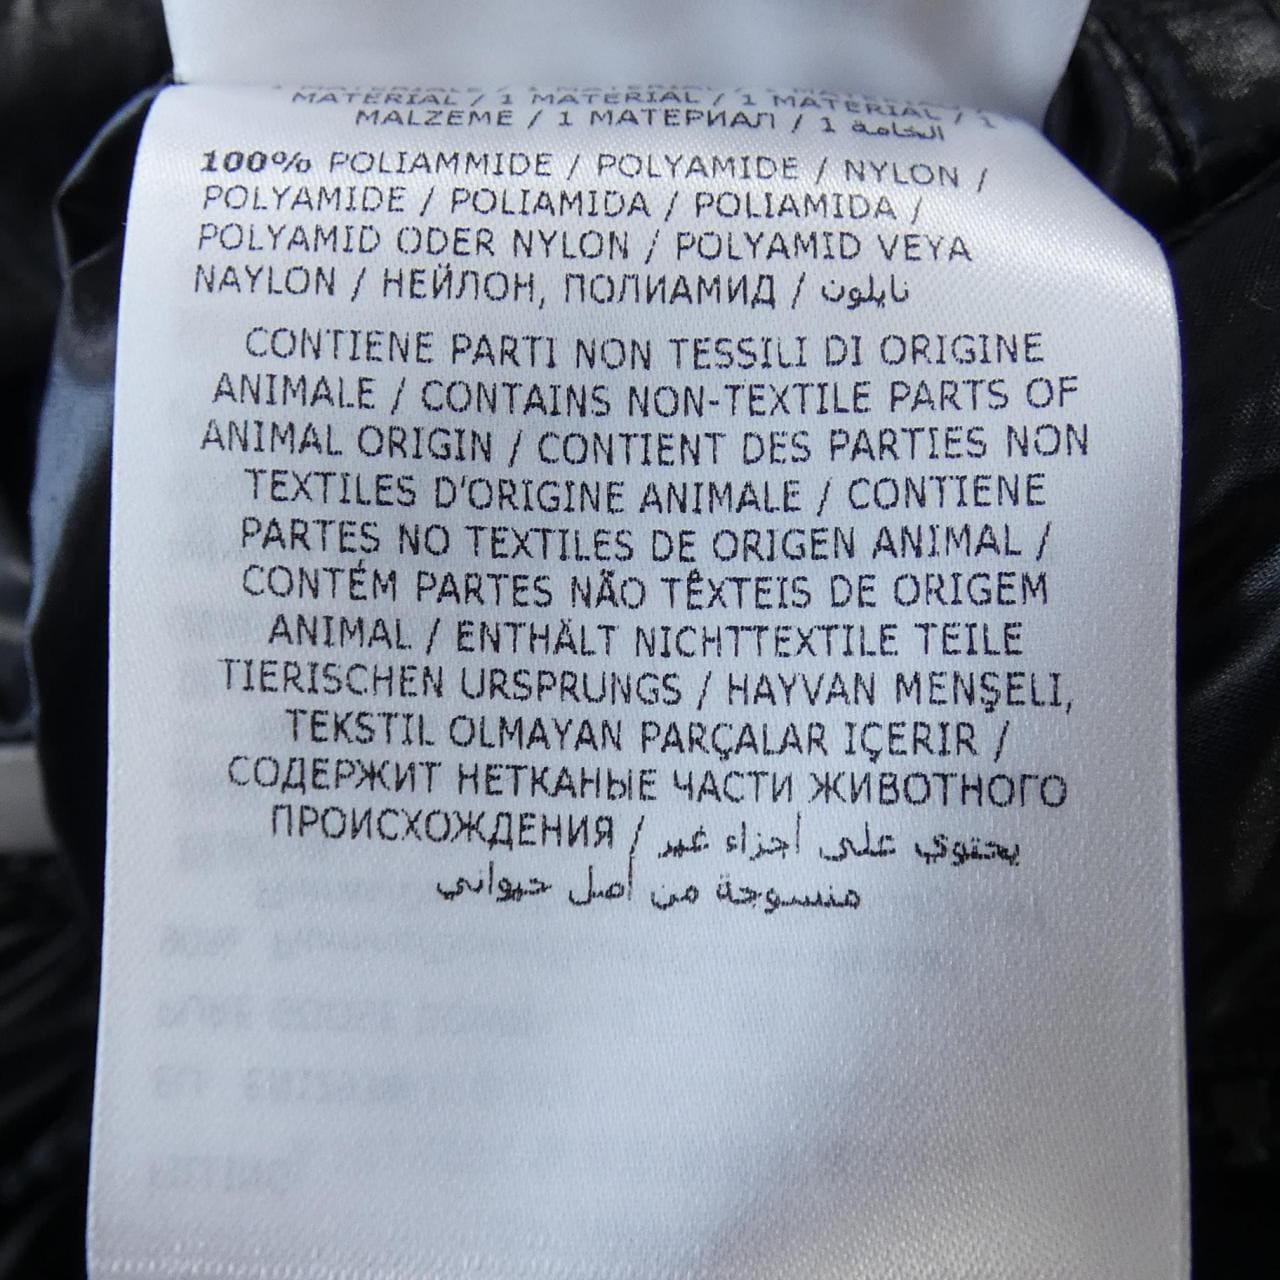 MATERIAL / 1 MATERIAL / 1 MATERIAL / 1
MALZEME / 1 МАТЕРИАЛ / 1 الخامة
100% POLIAMMIDE / POLYAMIDE / NYLON /
POLYAMIDE / POLIAMIDA / POLIAMIDA /
POLYAMID ODER NYLON / POLYAMID VEYA
NAYLON / НЕЙЛОН, ПОЛИАМИД / نايلون
CONTIENE PARTI NON TESSILI DI ORIGINE
ANIMALE / CONTAINS NON-TEXTILE PARTS OF
ANIMAL ORIGIN / CONTIENT DES PARTIES NON
TEXTILES D'ORIGINE ANIMALE / CONTIENE
PARTES NO TEXTILES DE ORIGEN ANIMAL /
CONTÉM PARTES NÃO TÊXTEIS DE ORIGEM
ANIMAL / ENTHÄLT NICHTTEXTILE TEILE
TIERISCHEN URSPRUNGS / HAYVAN MENŞELI,
TEKSTIL OLMAYAN PARÇALAR IÇERIR /
СОДЕРЖИТ НЕТКАНЫЕ ЧАСТИ ЖИВОТНОГО
ПРОИСХОЖДЕНИЯ / يحتوي على أجزاء غير
منسوجة من أصل حيواني